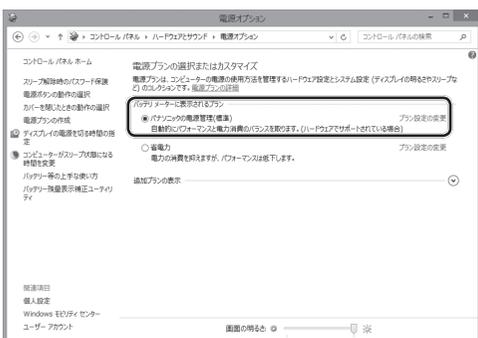 電源オプション
コントロール パネル ▸ ハードウェアとサウンド ▸ 電源オプション
コントロール パネルの検索
コントロール パネル ホーム
スリープ解除時のパスワード保護
電源ボタンの動作の選択
カバーを閉じたときの動作の選択
電源プランの作成
ディスプレイの電源を切る時間の指
定
コンピューターがスリープ状態になる
時間を変更
バッテリー等の上手な使い方
バッテリー残量表示補正ユーティリ
ティ
関連項目
個人設定
Windows モビリティ センター
ユーザー アカウント
電源プランの選択またはカスタマイズ
電源プランは、コンピューターの電源の使用方法を管理するハードウェア設定とシステム設定 (ディスプレイの明るさやスリープな
ど) のコレクションです。電源プランの詳細
バッテリ メーターに表示されるプラン
パナソニックの電源管理(標準)
プラン設定の変更
自動的にパフォーマンスと電力消費のバランスを取ります。(ハードウェアでサポートされている場合)
省電力
プラン設定の変更
電力の消費を抑えますが、パフォーマンスは低下します。
追加プランの表示
画面の明るさ: